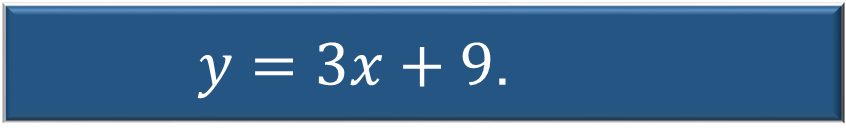 y = 3x + 9.